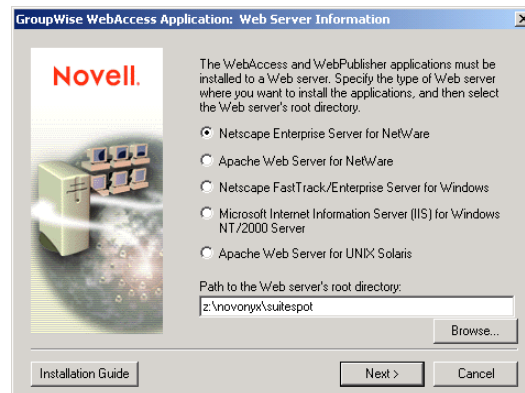 GroupWise WebAccess Application: Web Server Information
Novell.
The WebAccess and WebPublisher applications must be
installed to a Web server. Specify the type of Web server
where you want to install the applications, and then select
the Web server's root directory.
Netscape Enterprise Server for NetWare
Apache Web Server for NetWare
Netscape FastTrack/Enterprise Server for Windows
Microsoft Internet Information Server (IIS) for Windows
NT/2000 Server
Apache Web Server for UNIX Solaris
Path to the Web server's root directory:
z:\novonyx\suitespot
Browse...
Installation Guide
Next >
Cancel